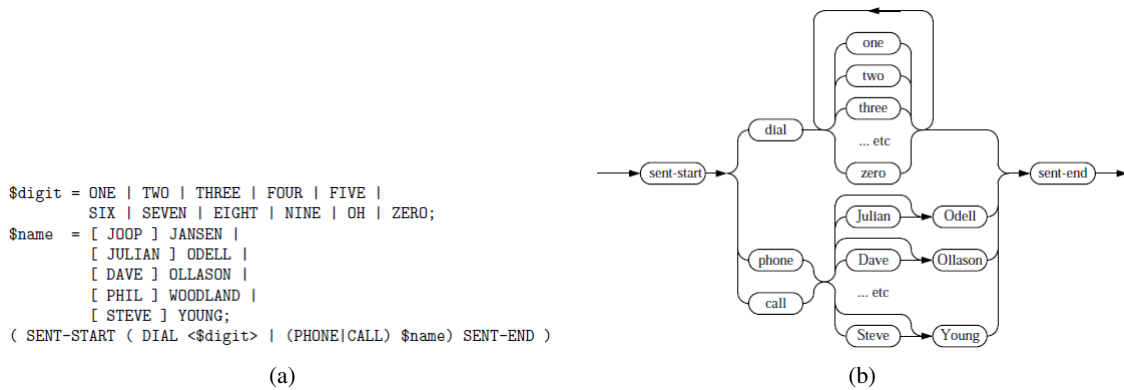 $digit = ONE | TWO | THREE | FOUR | FIVE |
SIX | SEVEN | EIGHT | NINE | OH | ZERO;
$name = [ JOOP ] JANSEN |
[ JULIAN ] ODELL |
[ DAVE ] OLLASON |
[ PHIL ] WOODLAND |
[ STEVE ] YOUNG;
( SENT-START ( DIAL <$digit> | (PHONE|CALL) $name) SENT-END )
(a)
one
two
three
dial
... etc
zero
sent-start
sent-end
Julian
Odell
phone
Dave
Ollason
call
... etc
Steve
Young
(b)